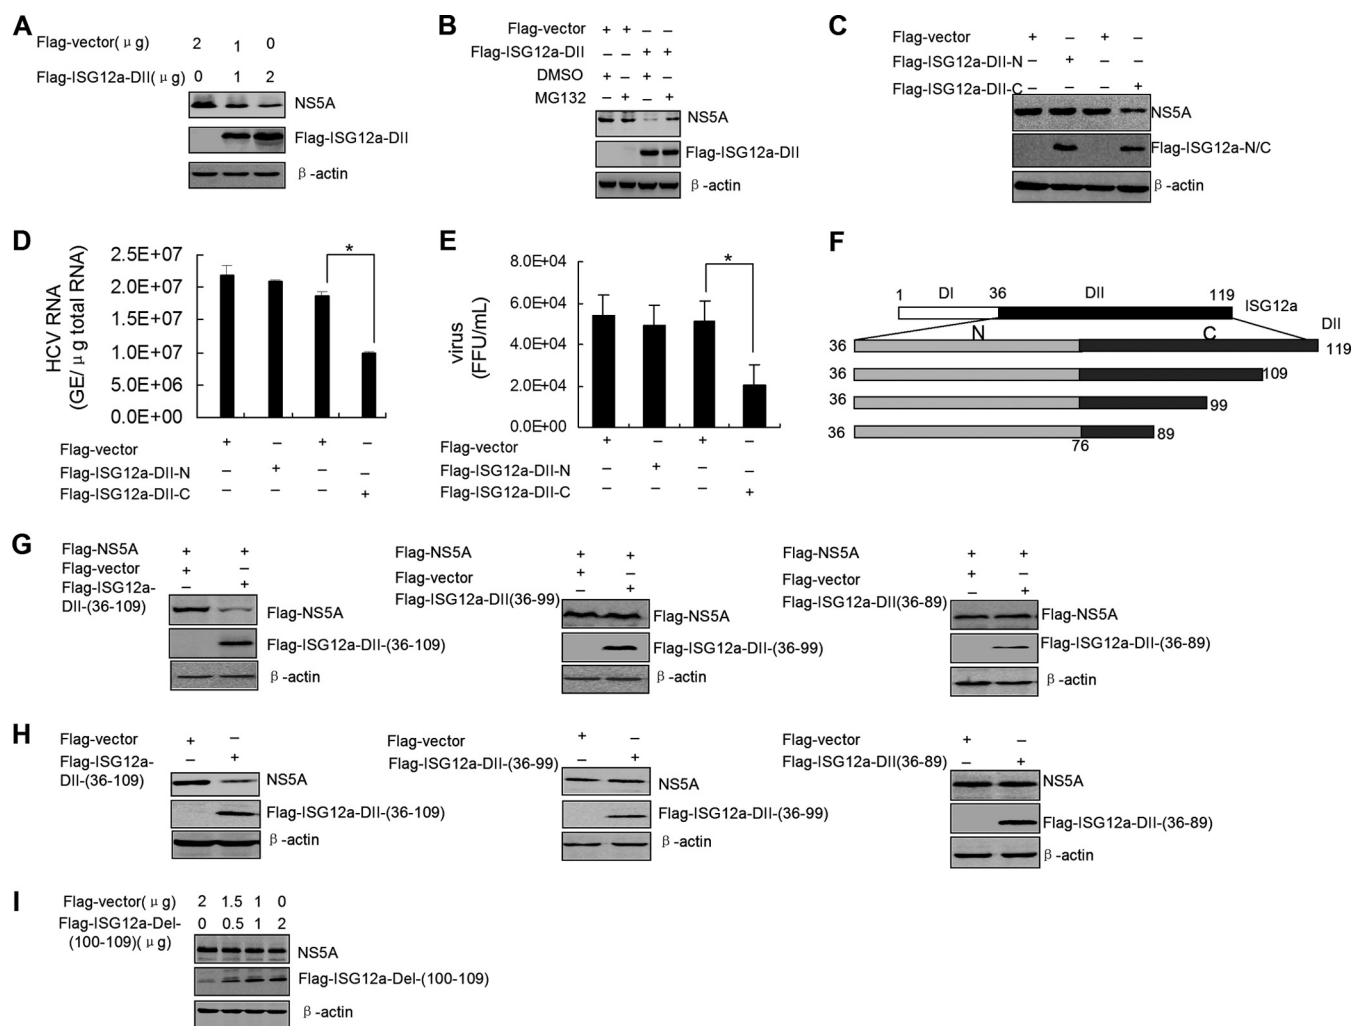 A
Flag-vector(μg) 2 1 0
Flag-ISG12a-DII(μg) 0 1 2
NS5A
Flag-ISG12a-DII
β-actin
B
Flag-vector + + – –
Flag-ISG12a-DII – – + +
DMSO + – + –
MG132 – + – +
NS5A
Flag-ISG12a-DII
β-actin
C
Flag-vector + – + –
Flag-ISG12a-DII-N – + – –
Flag-ISG12a-DII-C – – – +
NS5A
Flag-ISG12a-N/C
β-actin
D
HCV RNA
(GE/μg total RNA)
2.5E+07
2.0E+07
1.5E+07
1.0E+07
5.0E+06
0.0E+00
*
Flag-vector + – + –
Flag-ISG12a-DII-N – + – –
Flag-ISG12a-DII-C – – – +
E
virus
(FFU/mL)
8.0E+04
6.0E+04
4.0E+04
2.0E+04
0.0E+00
*
Flag-vector + – + –
Flag-ISG12a-DII-N – + – –
Flag-ISG12a-DII-C – – – +
F
1 DI 36 DII 119
ISG12a
N C DII
36 119
36 109
36 99
36 76 89
G
Flag-NS5A + +
Flag-vector + –
Flag-ISG12a- – +
DII-(36-109)
Flag-NS5A
Flag-ISG12a-DII-(36-109)
β-actin
Flag-NS5A + +
Flag-vector + –
Flag-ISG12a-DII(36-99) – +
Flag-NS5A
Flag-ISG12a-DII-(36-99)
β-actin
Flag-NS5A + +
Flag-vector + –
Flag-ISG12a-DII(36-89) – +
Flag-NS5A
Flag-ISG12a-DII-(36-89)
β-actin
H
Flag-vector + –
Flag-ISG12a- – +
DII-(36-109)
NS5A
Flag-ISG12a-DII-(36-109)
β-actin
Flag-vector + –
Flag-ISG12a-DII-(36-99) – +
NS5A
Flag-ISG12a-DII-(36-99)
β-actin
Flag-vector + –
Flag-ISG12a-DII(36-89) – +
NS5A
Flag-ISG12a-DII-(36-89)
β-actin
I
Flag-vector(μg) 2 1.5 1 0
Flag-ISG12a-Del- 0 0.5 1 2
(100-109)(μg)
NS5A
Flag-ISG12a-Del-(100-109)
β-actin